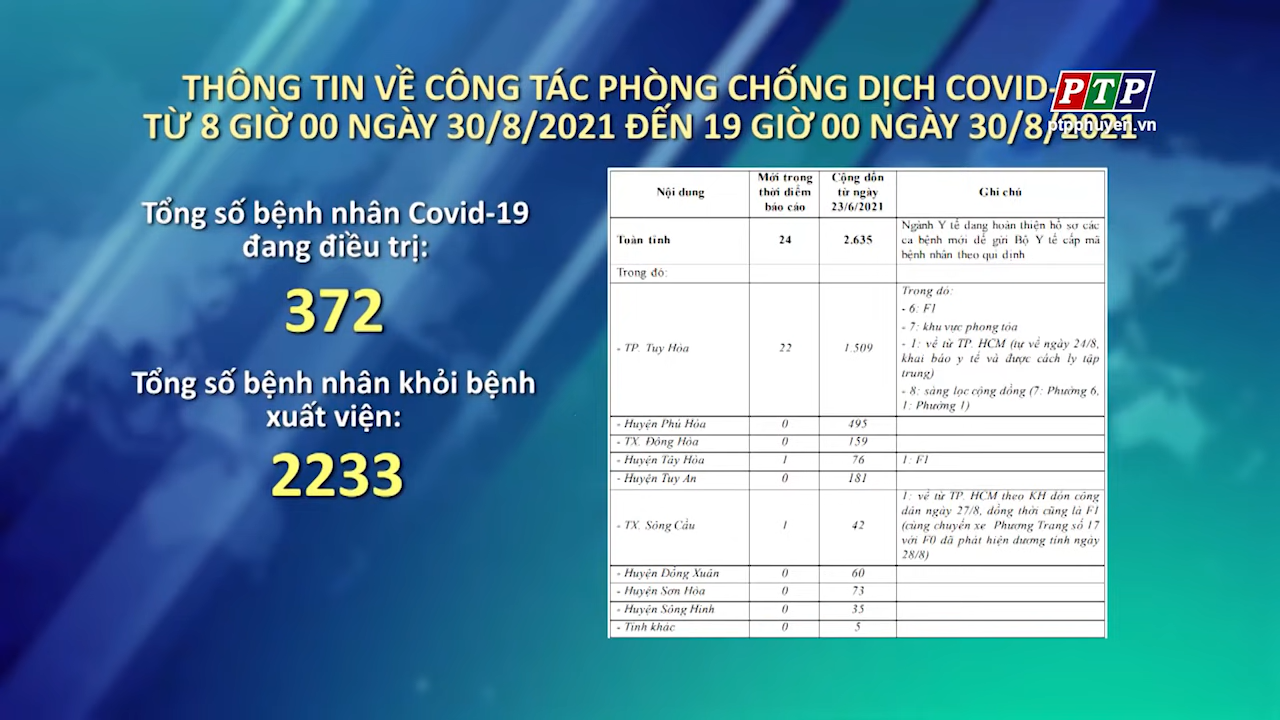 THÔNG TIN VỀ CÔNG TÁC PHÒNG CHỐNG DỊCH COVID-
TỪ 8 GIỜ 00 NGÀY 30/8/2021 ĐẾN 19 GIỜ 00 NGÀY 30/8/2021
PTP
ptpphuyen.vn
Tổng số bệnh nhân Covid-19
đang điều trị:
372
Tổng số bệnh nhân khỏi bệnh
xuất viện:
2233
Nội dung
Mới trong
thời điểm
báo cáo
Cộng dồn
từ ngày
23/6/2021
Ghi chú
Toàn tỉnh 24 2.635
Ngành Y tế đang hoàn thiện hồ sơ các
ca bệnh mới để gửi Bộ Y tế cấp mã
bệnh nhân theo qui định
Trong đó:
- TP. Tuy Hòa 22 1.509
Trong đó:
- 6: F1
- 7: khu vực phong tỏa
- 1: về từ TP. HCM (tự về ngày 24/8,
khai báo y tế và được cách ly tập
trung)
- 8: sàng lọc cộng đồng (7: Phường 6,
1: Phường 1)
- Huyện Phú Hòa 0 495
- TX. Đông Hòa 0 159
- Huyện Tây Hòa 1 76 1: F1
- Huyện Tuy An 0 181
- TX. Sông Cầu 1 42
1: về từ TP. HCM theo KH đón công
dân ngày 27/8, đồng thời cũng là F1
(cùng chuyến xe Phương Trang số 17
với F0 đã phát hiện dương tính ngày
28/8)
- Huyện Đồng Xuân 0 60
- Huyện Sơn Hòa 0 73
- Huyện Sông Hinh 0 35
- Tỉnh khác 0 5